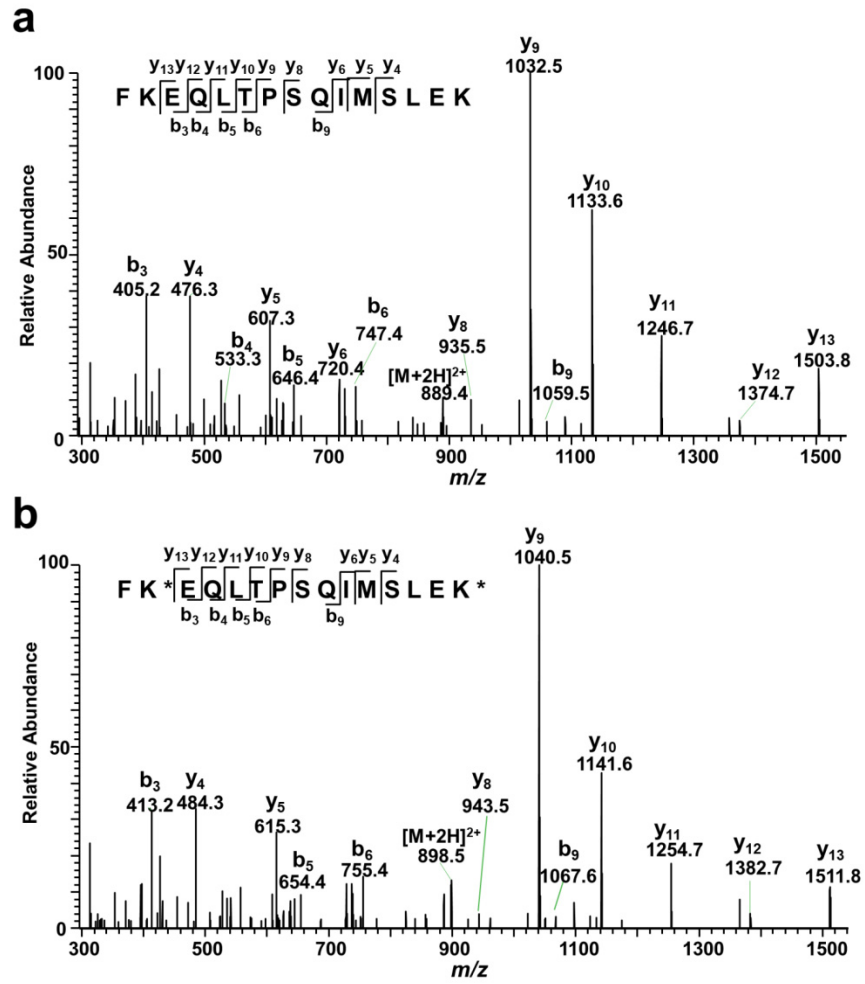 a
y9
1032.5
y13 y12 y11 y10 y9 y8 y6 y5 y4
F K E Q L T P S Q I M S L E K
b3 b4 b5 b6 b9
100
50
0
Relative Abundance
b3
405.2
y4
476.3
b4
533.3
y5
607.3
b5
646.4
y6
720.4
b6
747.4
[M+2H]2+
889.4
y8
935.5
b9
1059.5
y10
1133.6
y11
1246.7
y12
1374.7
y13
1503.8
300 500 700 900 1100 1300 1500
m/z
b
y9
1040.5
y13 y12 y11 y10 y9 y8 y6 y5 y4
F K * E Q L T P S Q I M S L E K *
b3 b4 b5 b6 b9
100
50
0
Relative Abundance
b3
413.2
y4
484.3
y5
615.3
b5
654.4
b6
755.4
[M+2H]2+
898.5
y8
943.5
b9
1067.6
y10
1141.6
y11
1254.7
y12
1382.7
y13
1511.8
300 500 700 900 1100 1300 1500
m/z